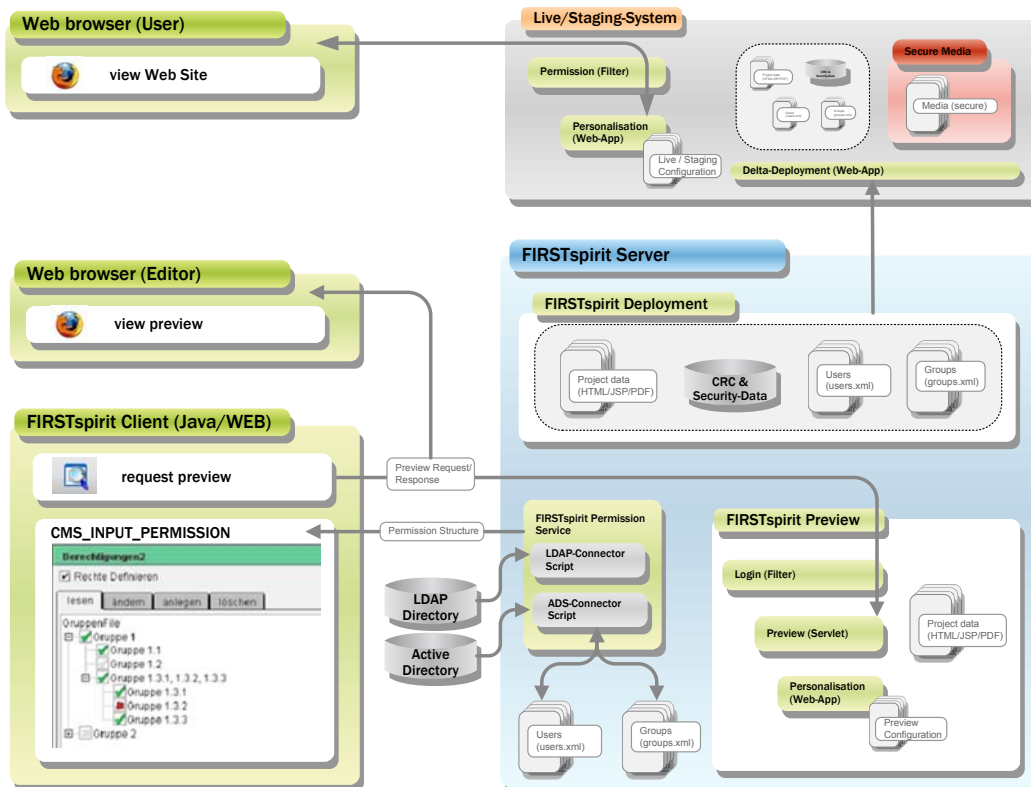 Web browser (User)
view Web Site
Live/Staging-System
Permission (Filter)
Personalisation
(Web-App)
Live / Staging
Configuration
CRC &
Security-Data
Secure Media
Media (secure)
Delta-Deployment (Web-App)
Web browser (Editor)
view preview
FIRSTspirit Server
FIRSTspirit Deployment
Project data
(HTML/JSP/PDF)
CRC &
Security-Data
Users
(users.xml)
Groups
(groups.xml)
FIRSTspirit Client (Java/WEB)
request preview
Preview Request/
Response
CMS_INPUT_PERMISSION
Permission Structure
Berechtigungen2
Rechte Definieren
lesen
ändern
anlegen
löschen
GruppenFile
Gruppe 1
Gruppe 1.1
Gruppe 1.2
Gruppe 1.3.1, 1.3.2, 1.3.3
Gruppe 1.3.1
Gruppe 1.3.2
Gruppe 1.3.3
Gruppe 2
LDAP
Directory
Active
Directory
FIRSTspirit Permission
Service
LDAP-Connector
Script
ADS-Connector
Script
Users
(users.xml)
Groups
(groups.xml)
FIRSTspirit Preview
Login (Filter)
Preview (Servlet)
Project data
(HTML/JSP/PDF)
Personalisation
(Web-App)
Preview
Configuration